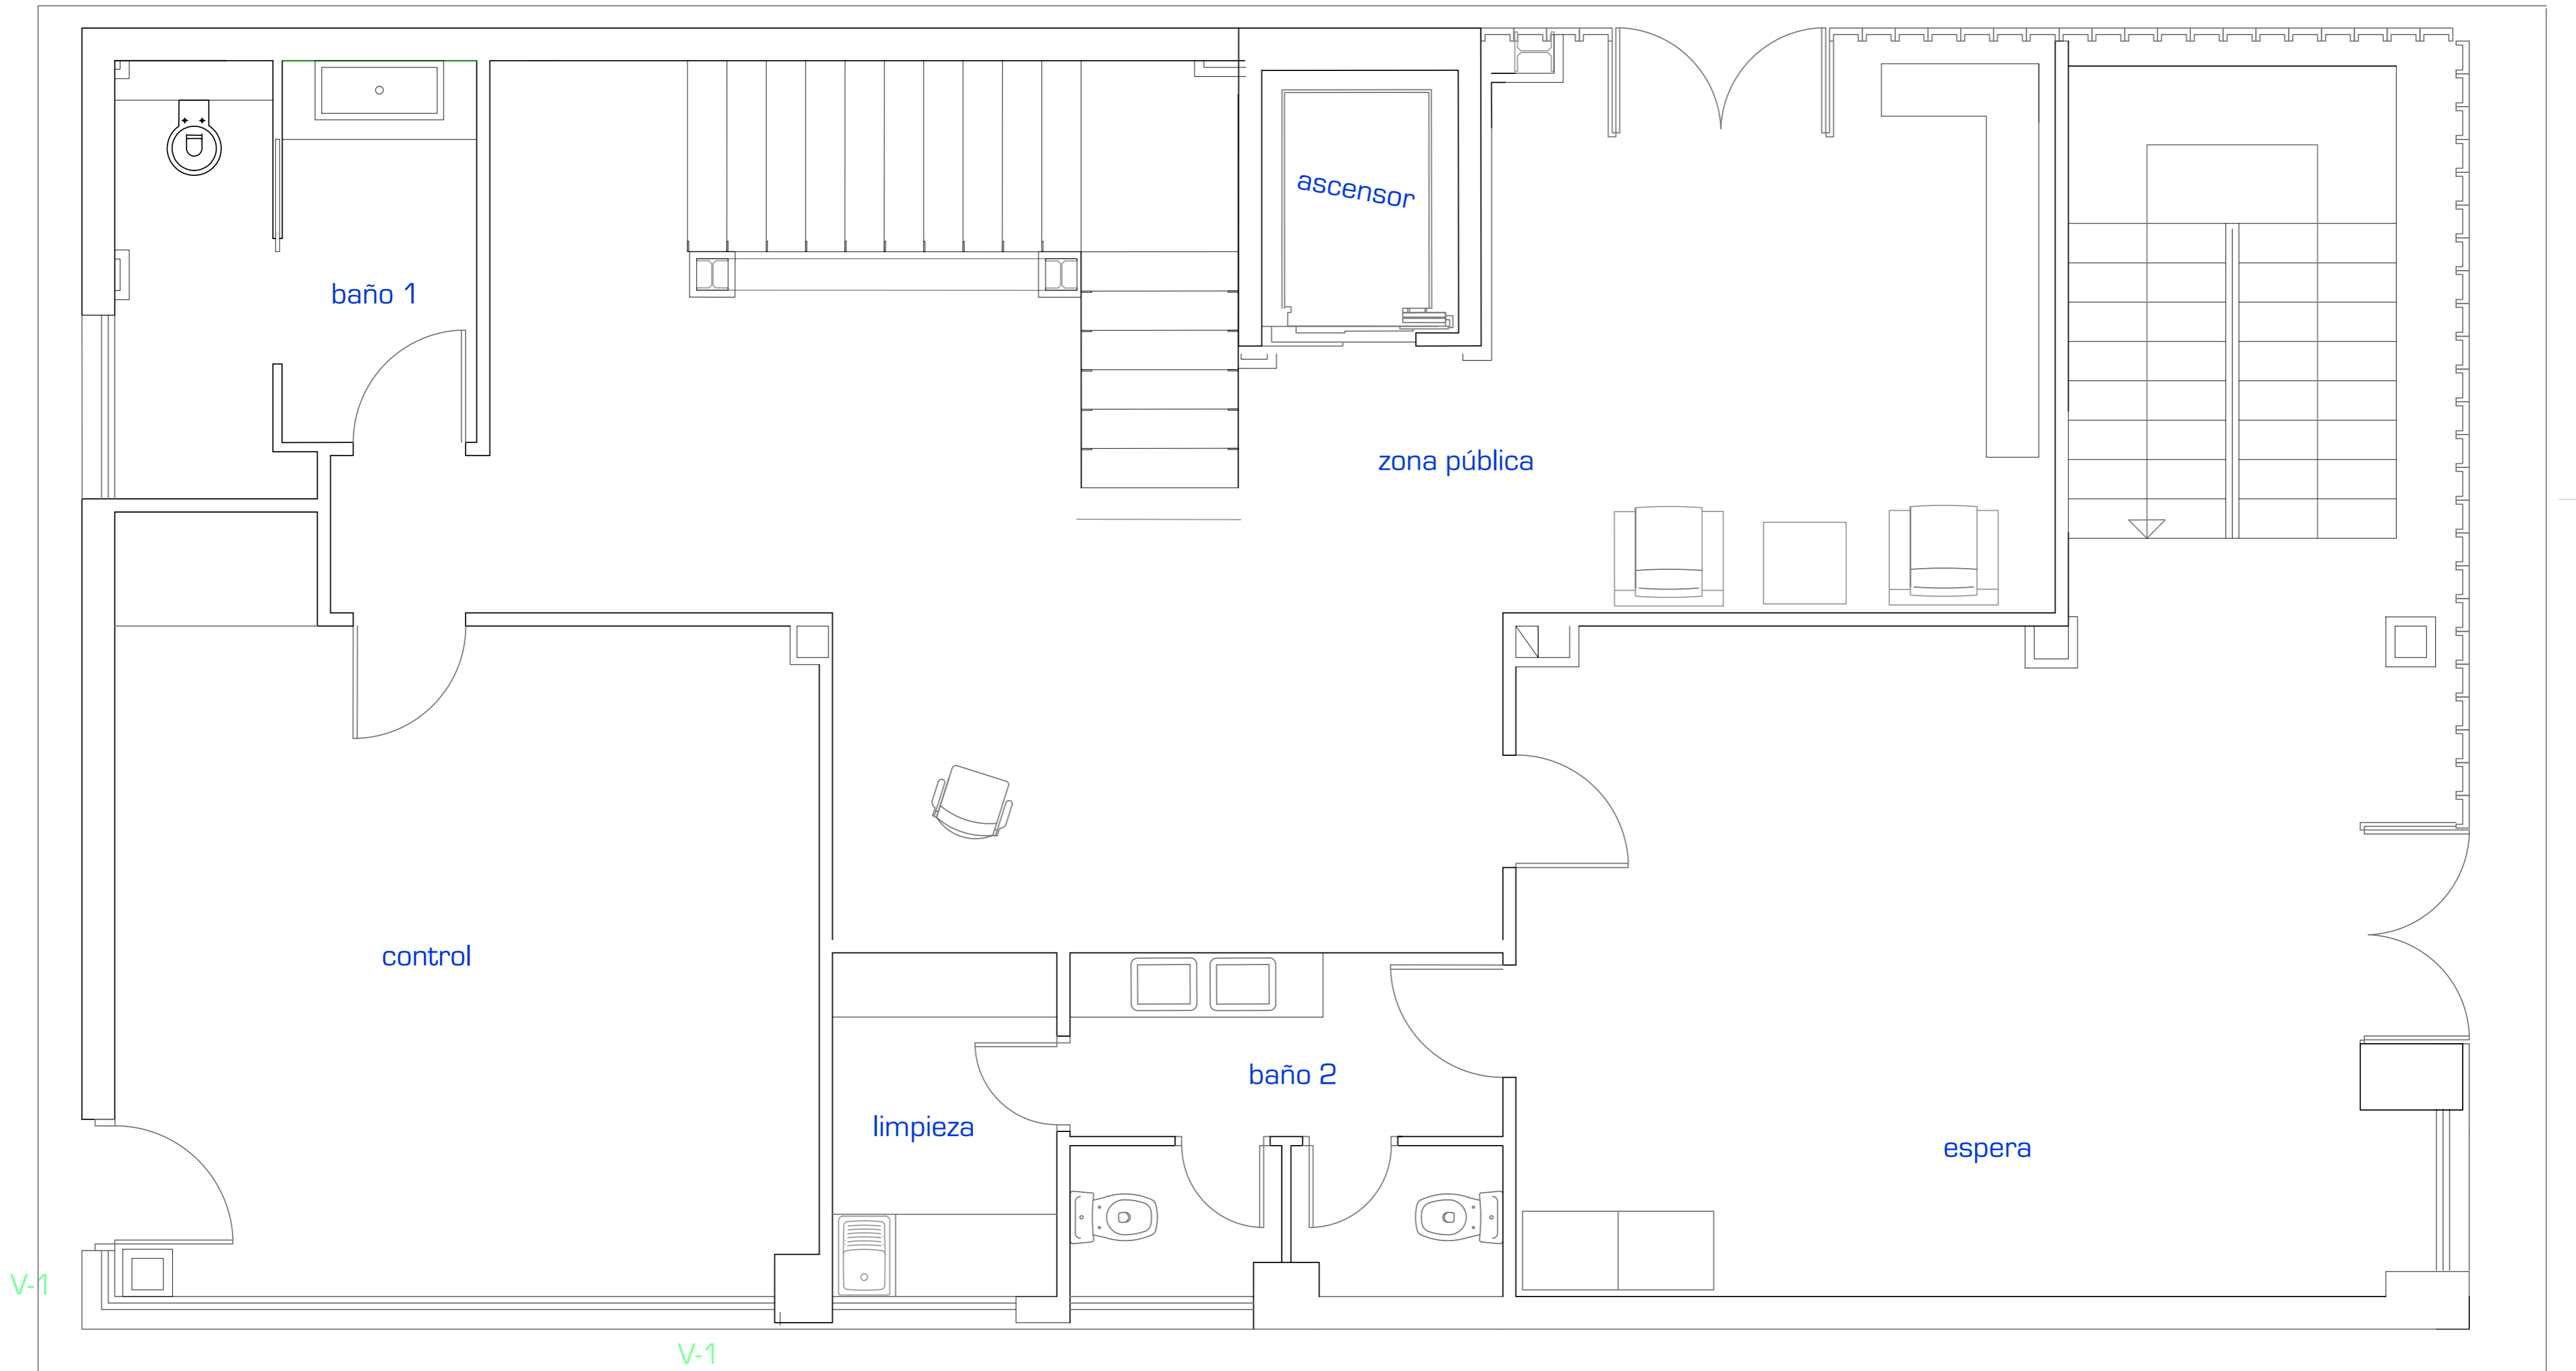 ascensor
baño 1
zona pública
control
baño 2
limpieza
espera
V-1
V-1